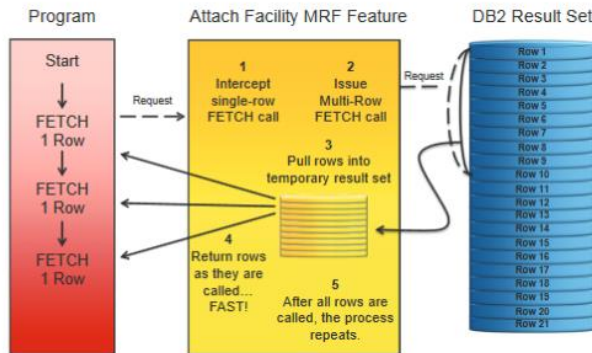 Program
Start
FETCH
1 Row
FETCH
1 Row
FETCH
1 Row
Request
Attach Facility MRF Feature
1
Intercept
single-row
FETCH call
2
Issue
Multi-Row
FETCH call
3
Pull rows into
temporary result set
4
Return rows
as they are
called…
FAST!
5
After all rows are
called, the process
repeats.
Request
DB2 Result Set
Row 1
Row 2
Row 3
Row 4
Row 5
Row 6
Row 7
Row 8
Row 9
Row 10
Row 11
Row 12
Row 13
Row 14
Row 15
Row 16
Row 17
Row 18
Row 19
Row 20
Row 21